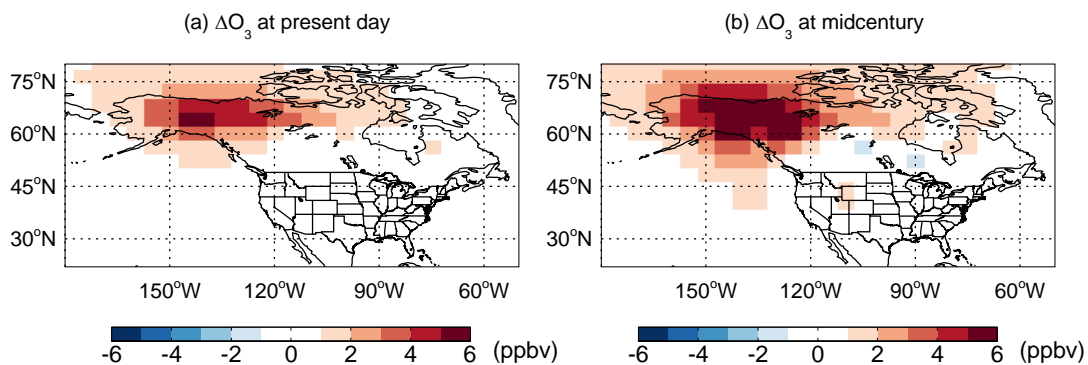 (a) ΔO₃ at present day
75°N
60°N
45°N
30°N
150°W 120°W 90°W 60°W
-6 -4 -2 0 2 4 6 (ppbv)
(b) ΔO₃ at midcentury
75°N
60°N
45°N
30°N
150°W 120°W 90°W 60°W
-6 -4 -2 0 2 4 6 (ppbv)